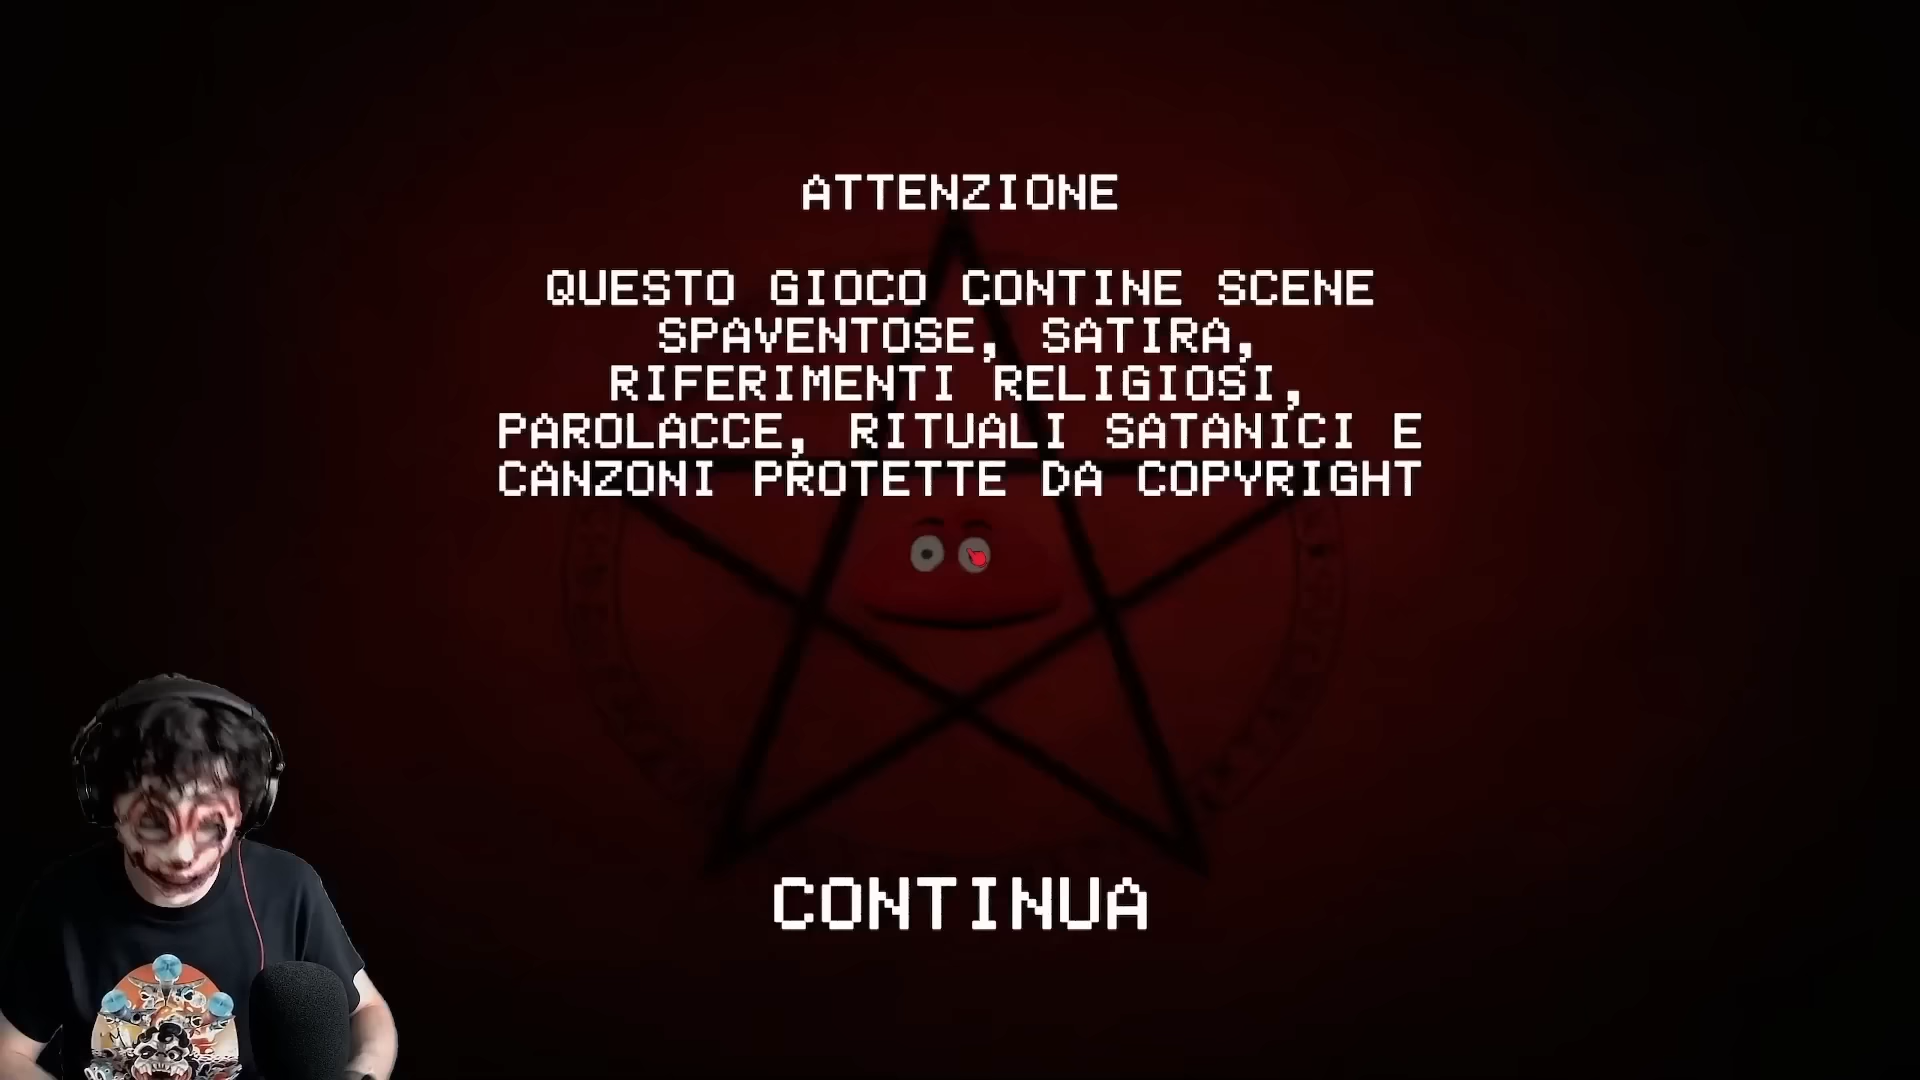 ATTENZIONE
QUESTO GIOCO CONTINE SCENE
SPAVENTOSE, SATIRA,
RIFERIMENTI RELIGIOSI,
PAROLACCE, RITUALI SATANICI E
CANZONI PROTETTE DA COPYRIGHT
CONTINUA